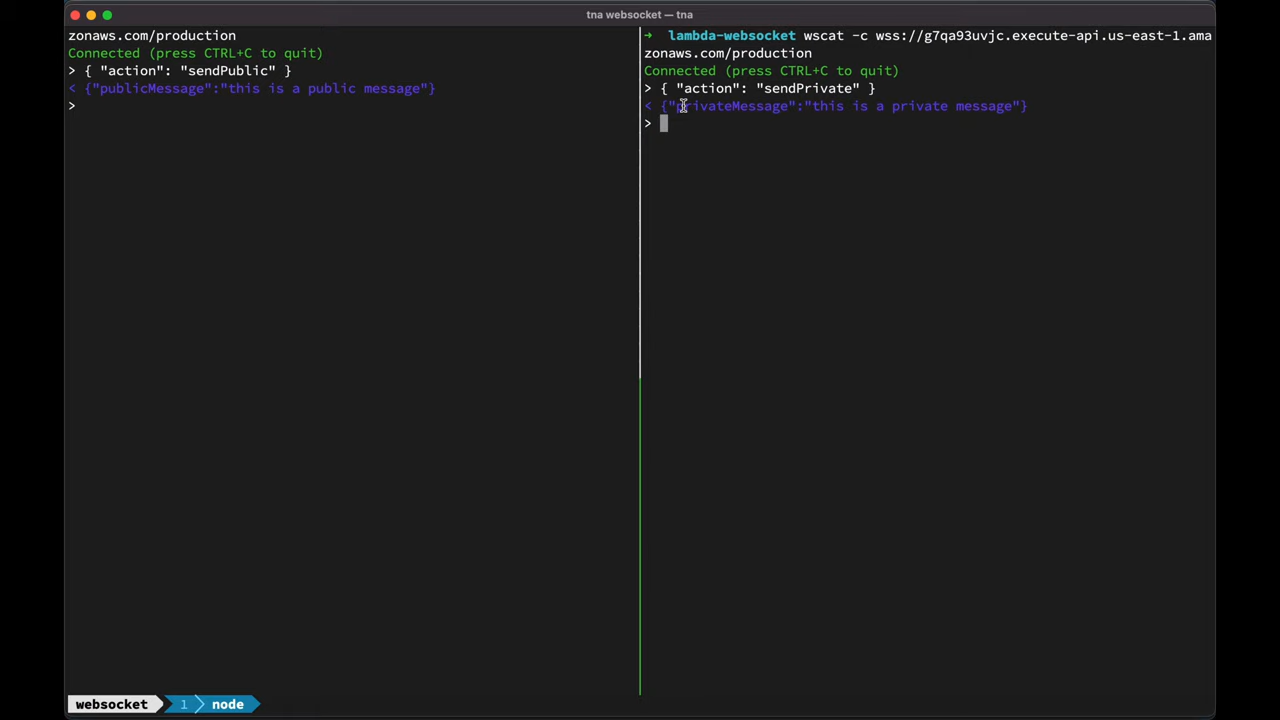 tna websocket — tna
zonaws.com/production
Connected (press CTRL+C to quit)
> { "action": "sendPublic" }
< {"publicMessage":"this is a public message"}
>
→ lambda-websocket wscat -c wss://g7qa93uvjc.execute-api.us-east-1.ama
zonaws.com/production
Connected (press CTRL+C to quit)
> { "action": "sendPrivate" }
< {"privateMessage":"this is a private message"}
>
websocket 1 node